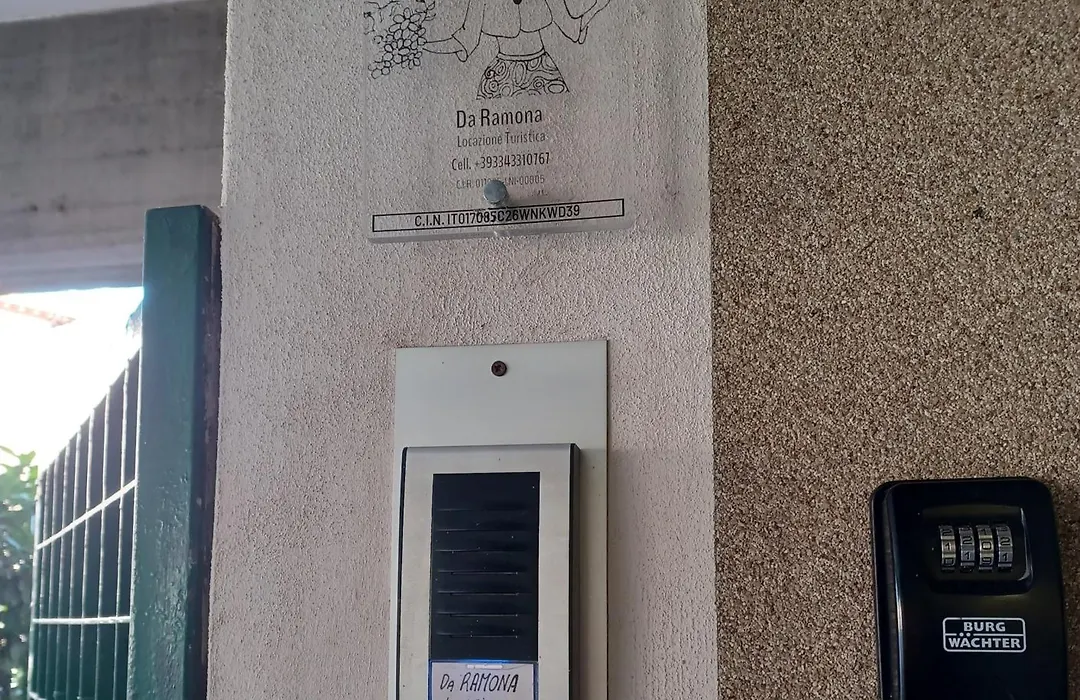 Da Ramona
Locazione Turistica
Cell. +393343310767
C.I.R.
C.I.N. IT017085C26WNKWD39
DA RAMONA
BURG
WÄCHTER